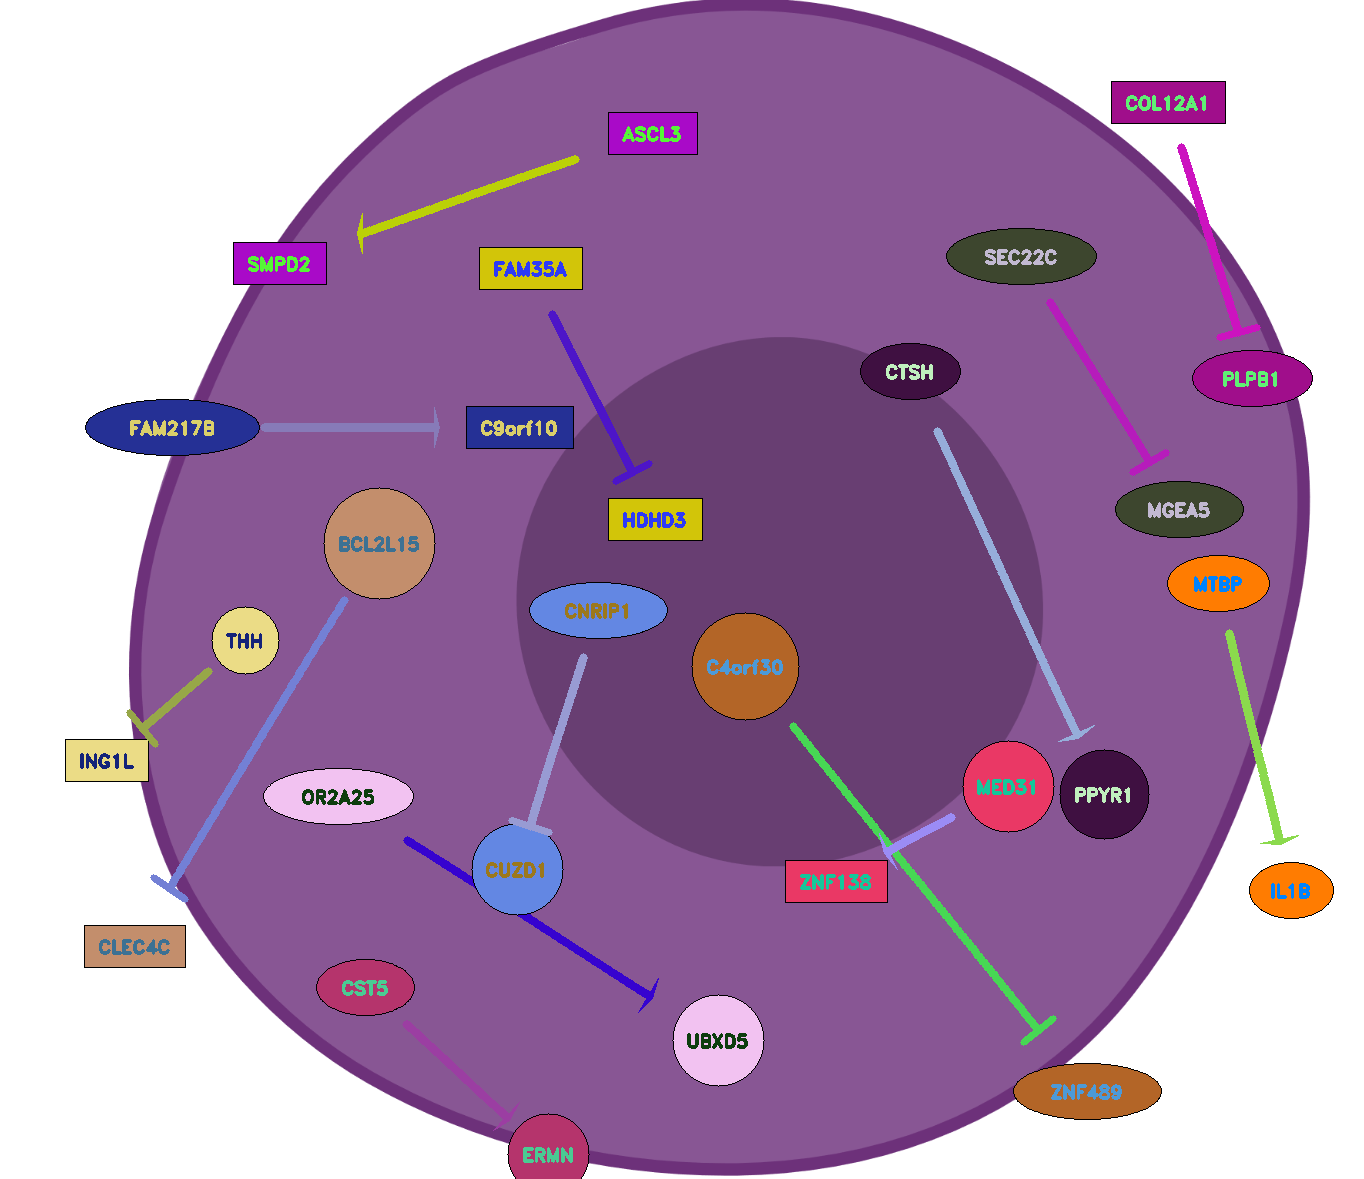 COL12A1
ASCL3
SEC22C
SMPD2
FAM35A
CTSH
PLPB1
FAM217B
C9orf10
MGEA5
HDHD3
BCL2L15
MTBP
CNRIP1
THH
C4orf30
ING1L
MED31
PPYR1
OR2A25
CUZD1
ZNF138
IL1B
CLEC4C
CST5
UBXD5
ZNF489
ERMN